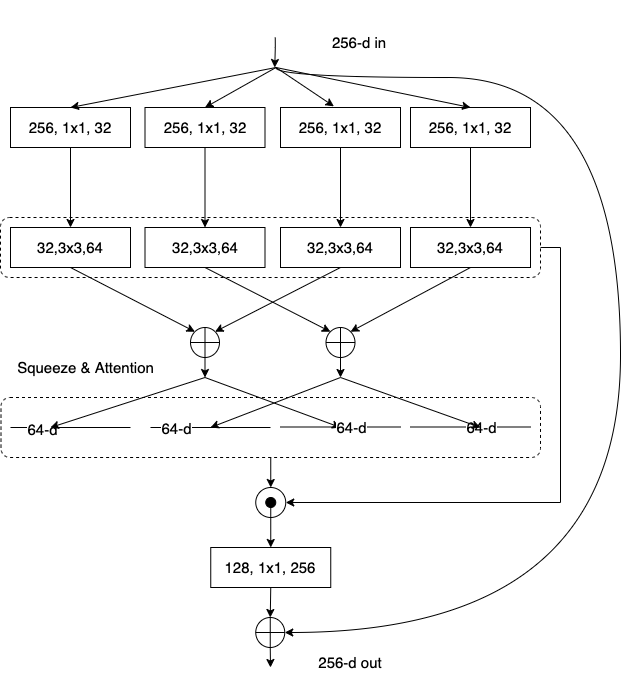 256-d in
256, 1x1, 32
256, 1x1, 32
256, 1x1, 32
256, 1x1, 32
32,3x3,64
32,3x3,64
32,3x3,64
32,3x3,64
Squeeze & Attention
64-d
64-d
64-d
64-d
128, 1x1, 256
256-d out